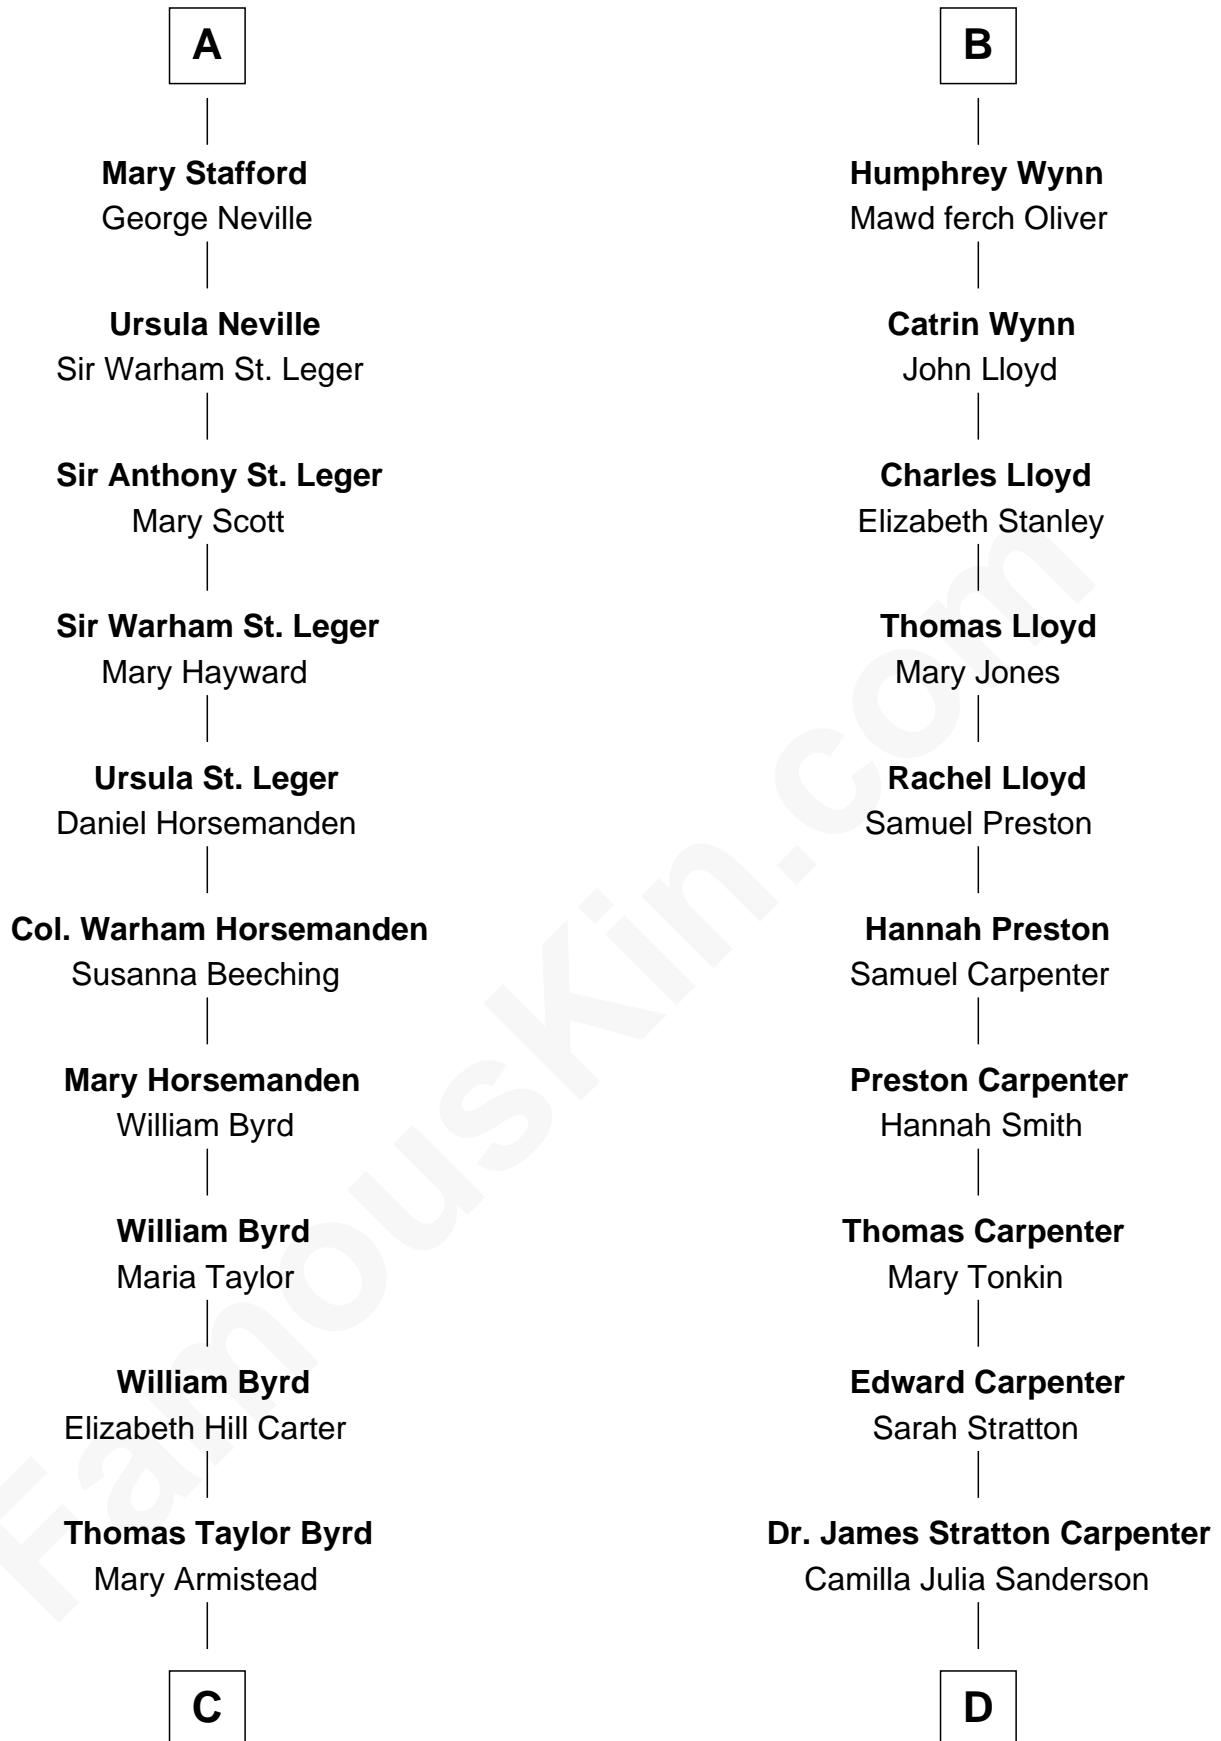 A
Mary Stafford
George Neville
Ursula Neville
Sir Warham St. Leger
Sir Anthony St. Leger
Mary Scott
Sir Warham St. Leger
Mary Hayward
Ursula St. Leger
Daniel Horsemanden
Col. Warham Horsemanden
Susanna Beeching
Mary Horsemanden
William Byrd
William Byrd
Maria Taylor
William Byrd
Elizabeth Hill Carter
Thomas Taylor Byrd
Mary Armistead
C
B
Humphrey Wynn
Mawd ferch Oliver
Catrin Wynn
John Lloyd
Charles Lloyd
Elizabeth Stanley
Thomas Lloyd
Mary Jones
Rachel Lloyd
Samuel Preston
Hannah Preston
Samuel Carpenter
Preston Carpenter
Hannah Smith
Thomas Carpenter
Mary Tonkin
Edward Carpenter
Sarah Stratton
Dr. James Stratton Carpenter
Camilla Julia Sanderson
D
FamousKin.com